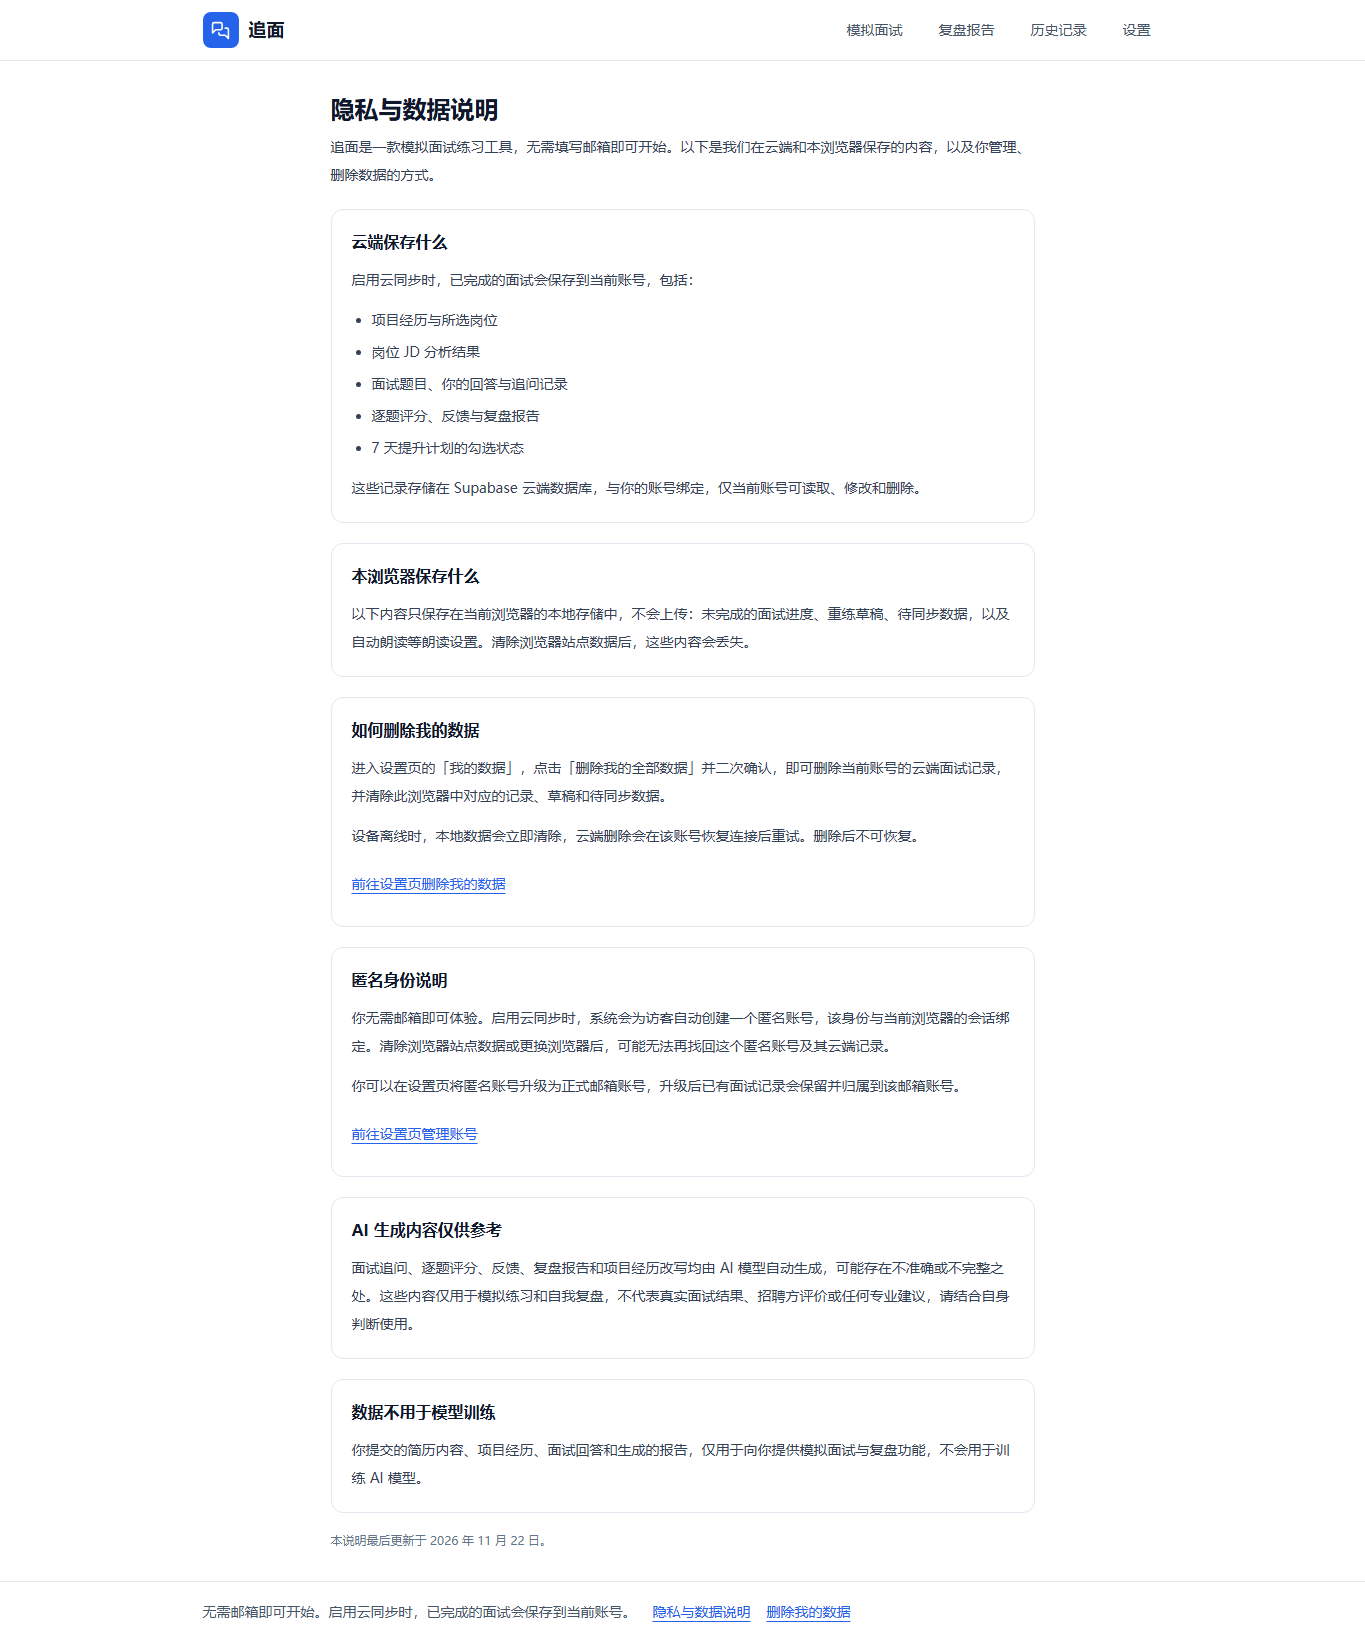 追面
模拟面试
复盘报告
历史记录
设置
隐私与数据说明
追面是一款模拟面试练习工具，无需填写邮箱即可开始。以下是我们在云端和本浏览器保存的内容，以及你管理、
删除数据的方式。
云端保存什么
启用云同步时，已完成的面试会保存到当前账号，包括：
• 项目经历与所选岗位
• 岗位 JD 分析结果
• 面试题目、你的回答与追问记录
• 逐题评分、反馈与复盘报告
• 7 天提升计划的勾选状态
这些记录存储在 Supabase 云端数据库，与你的账号绑定，仅当前账号可读取、修改和删除。
本浏览器保存什么
以下内容只保存在当前浏览器的本地存储中，不会上传：未完成的面试进度、重练草稿、待同步数据，以及
自动朗读等朗读设置。清除浏览器站点数据后，这些内容会丢失。
如何删除我的数据
进入设置页的「我的数据」，点击「删除我的全部数据」并二次确认，即可删除当前账号的云端面试记录，
并清除此浏览器中对应的记录、草稿和待同步数据。
设备离线时，本地数据会立即清除，云端删除会在该账号恢复连接后重试。删除后不可恢复。
前往设置页删除我的数据
匿名身份说明
你无需邮箱即可体验。启用云同步时，系统会为访客自动创建一个匿名账号，该身份与当前浏览器的会话绑
定。清除浏览器站点数据或更换浏览器后，可能无法再找回这个匿名账号及其云端记录。
你可以在设置页将匿名账号升级为正式邮箱账号，升级后已有面试记录会保留并归属到该邮箱账号。
前往设置页管理账号
AI 生成内容仅供参考
面试追问、逐题评分、反馈、复盘报告和项目经历改写均由 AI 模型自动生成，可能存在不准确或不完整之
处。这些内容仅用于模拟练习和自我复盘，不代表真实面试结果、招聘方评价或任何专业建议，请结合自身
判断使用。
数据不用于模型训练
你提交的简历内容、项目经历、面试回答和生成的报告，仅用于向你提供模拟面试与复盘功能，不会用于训
练 AI 模型。
本说明最后更新于 2026 年 11 月 22 日。
无需邮箱即可开始。启用云同步时，已完成的面试会保存到当前账号。
隐私与数据说明
删除我的数据